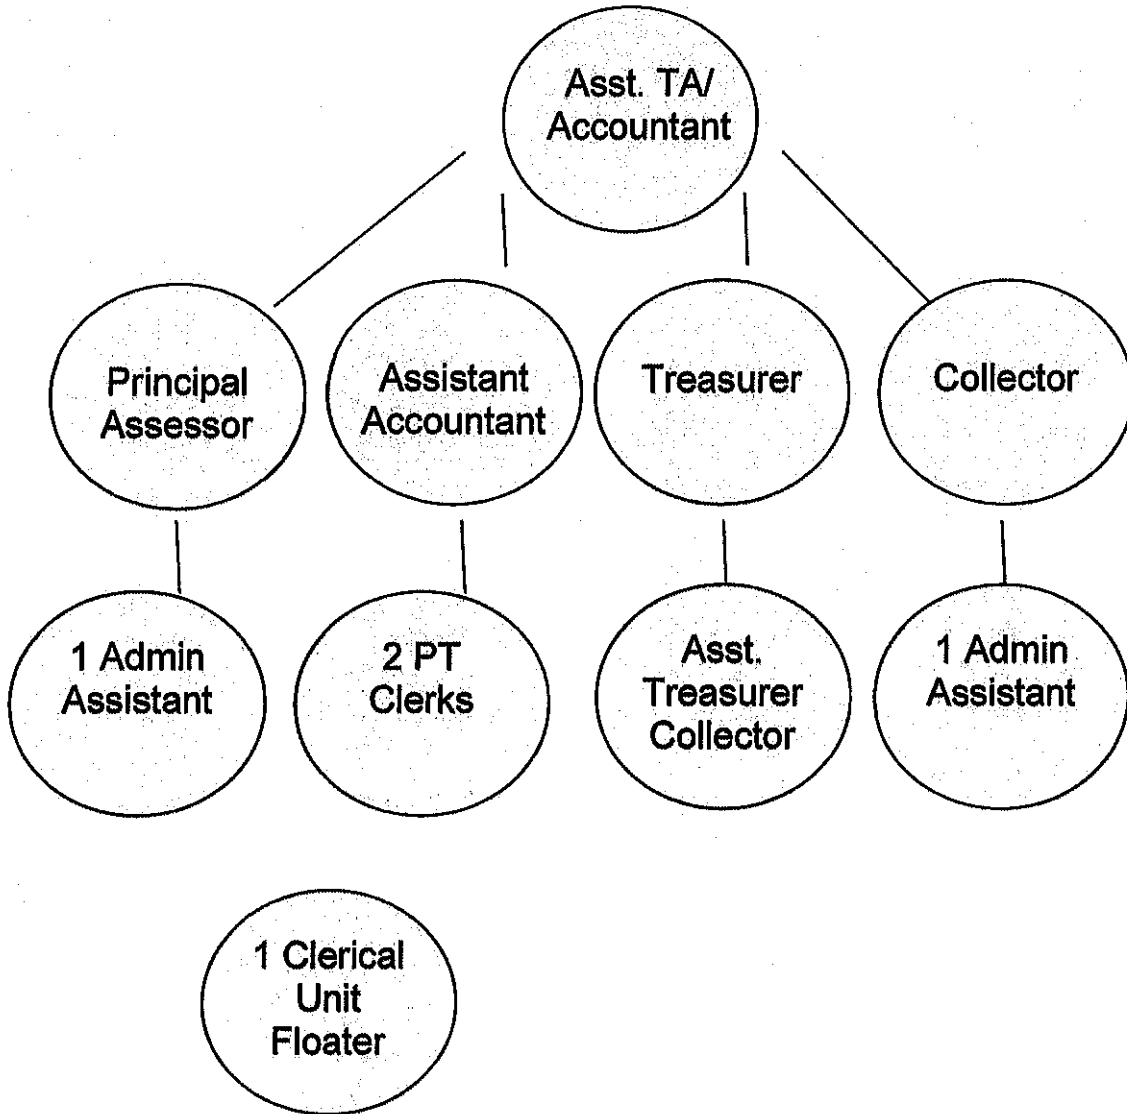 Asst. TA/
Accountant
Principal
Assessor
Assistant
Accountant
Treasurer
Collector
1 Admin
Assistant
2 PT
Clerks
Asst.
Treasurer
Collector
1 Admin
Assistant
1 Clerical
Unit
Floater